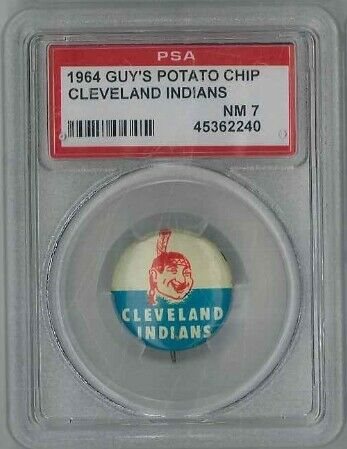 PSA
1964 GUY'S POTATO CHIP
CLEVELAND INDIANS
NM 7
45362240
CLEVELAND
INDIANS